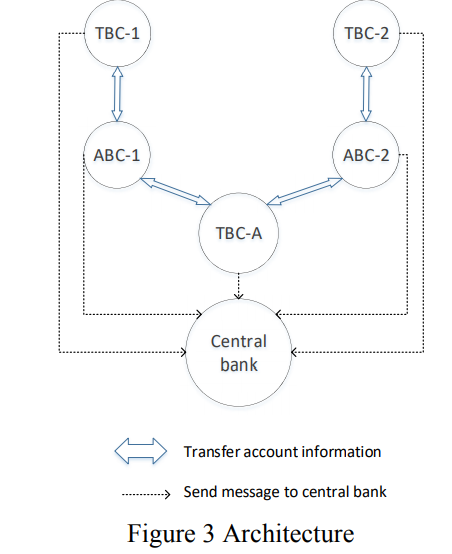 TBC-1
TBC-2
ABC-1
ABC-2
TBC-A
Central
bank
Transfer account information
Send message to central bank
Figure 3 Architecture